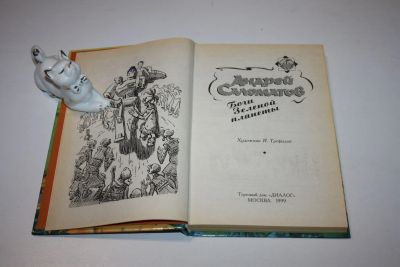 Андрей
Саломатов
Боги
Зеленой
планеты
Художник И. Трофимов
Торговый дом «ДИАЛОГ»
МОСКВА 1999